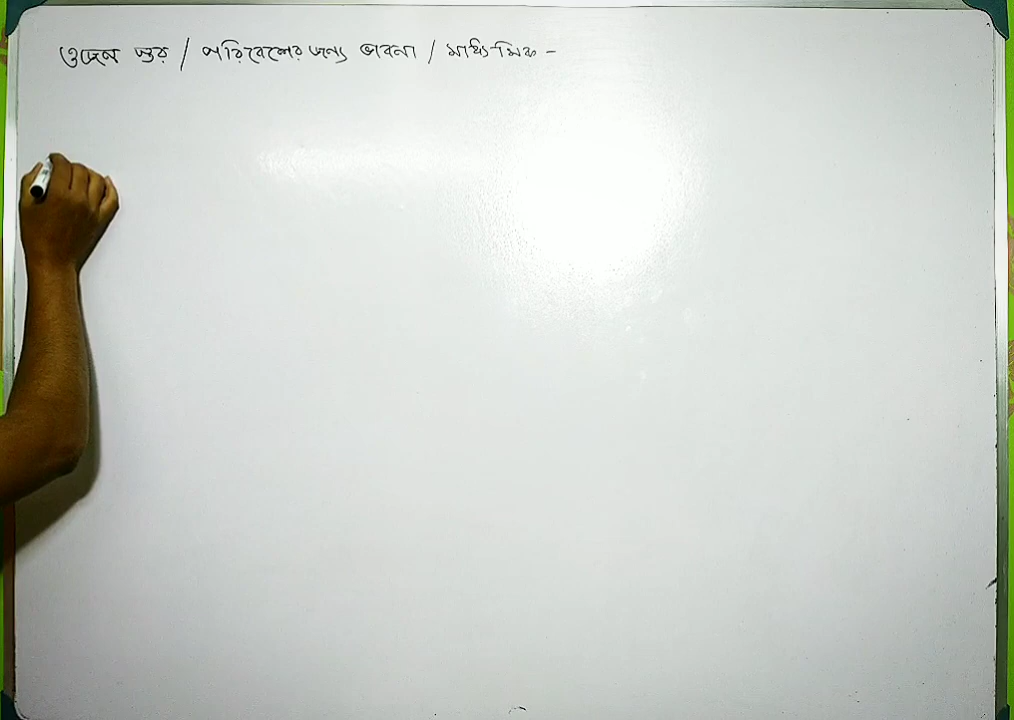 ওজোন স্তর / পরিবেশের জন্য ভাবনা / মাধ্যমিক -